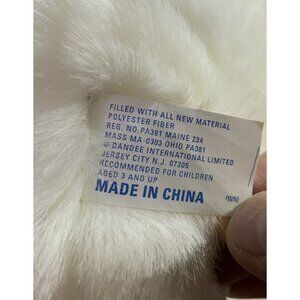 FILLED WITH ALL NEW MATERIAL
POLYESTER FIBER
REG. NO. PA381 MAINE 234
MASS MA-0303 OHIO PA381
© DANDEE INTERNATIONAL LIMITED
JERSEY CITY N.J. 07305
RECOMMENDED FOR CHILDREN
AGED 3 AND UP
MADE IN CHINA
(WN)